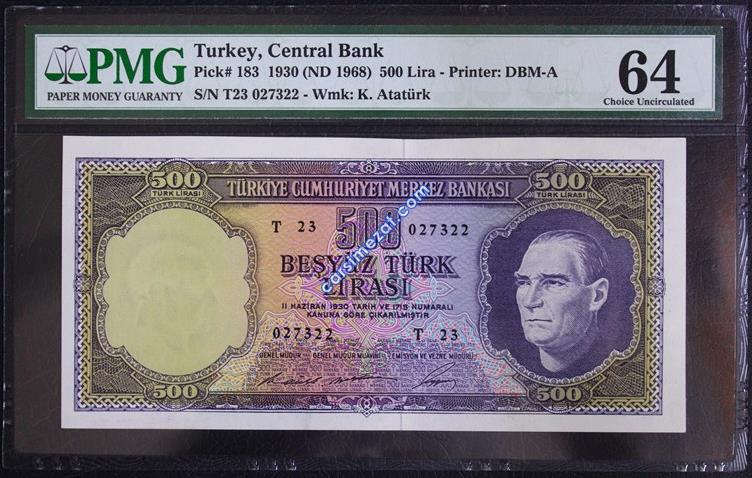 PMG
PAPER MONEY GUARANTY
Turkey, Central Bank
Pick# 183 1930 (ND 1968) 500 Lira - Printer: DBM-A
S/N T23 027322 - Wmk: K. Atatürk
64
Choice Uncirculated
500
TÜRK LİRASI
TÜRKİYE CUMHURİYET MERKEZ BANKASI
500
TÜRK LİRASI
T 23 500 027322
BEŞYÜZ TÜRK
LİRASI
11 HAZİRAN 1930 TARİH VE 1715 NUMARALI
KANUNA GÖRE ÇIKARILMIŞTIR
027322 T 23
GENEL MÜDÜR GENEL MÜDÜR MUAVİNİ EMİSYON VE VEZNE MÜDÜRÜ
500 500
carsimezat.com